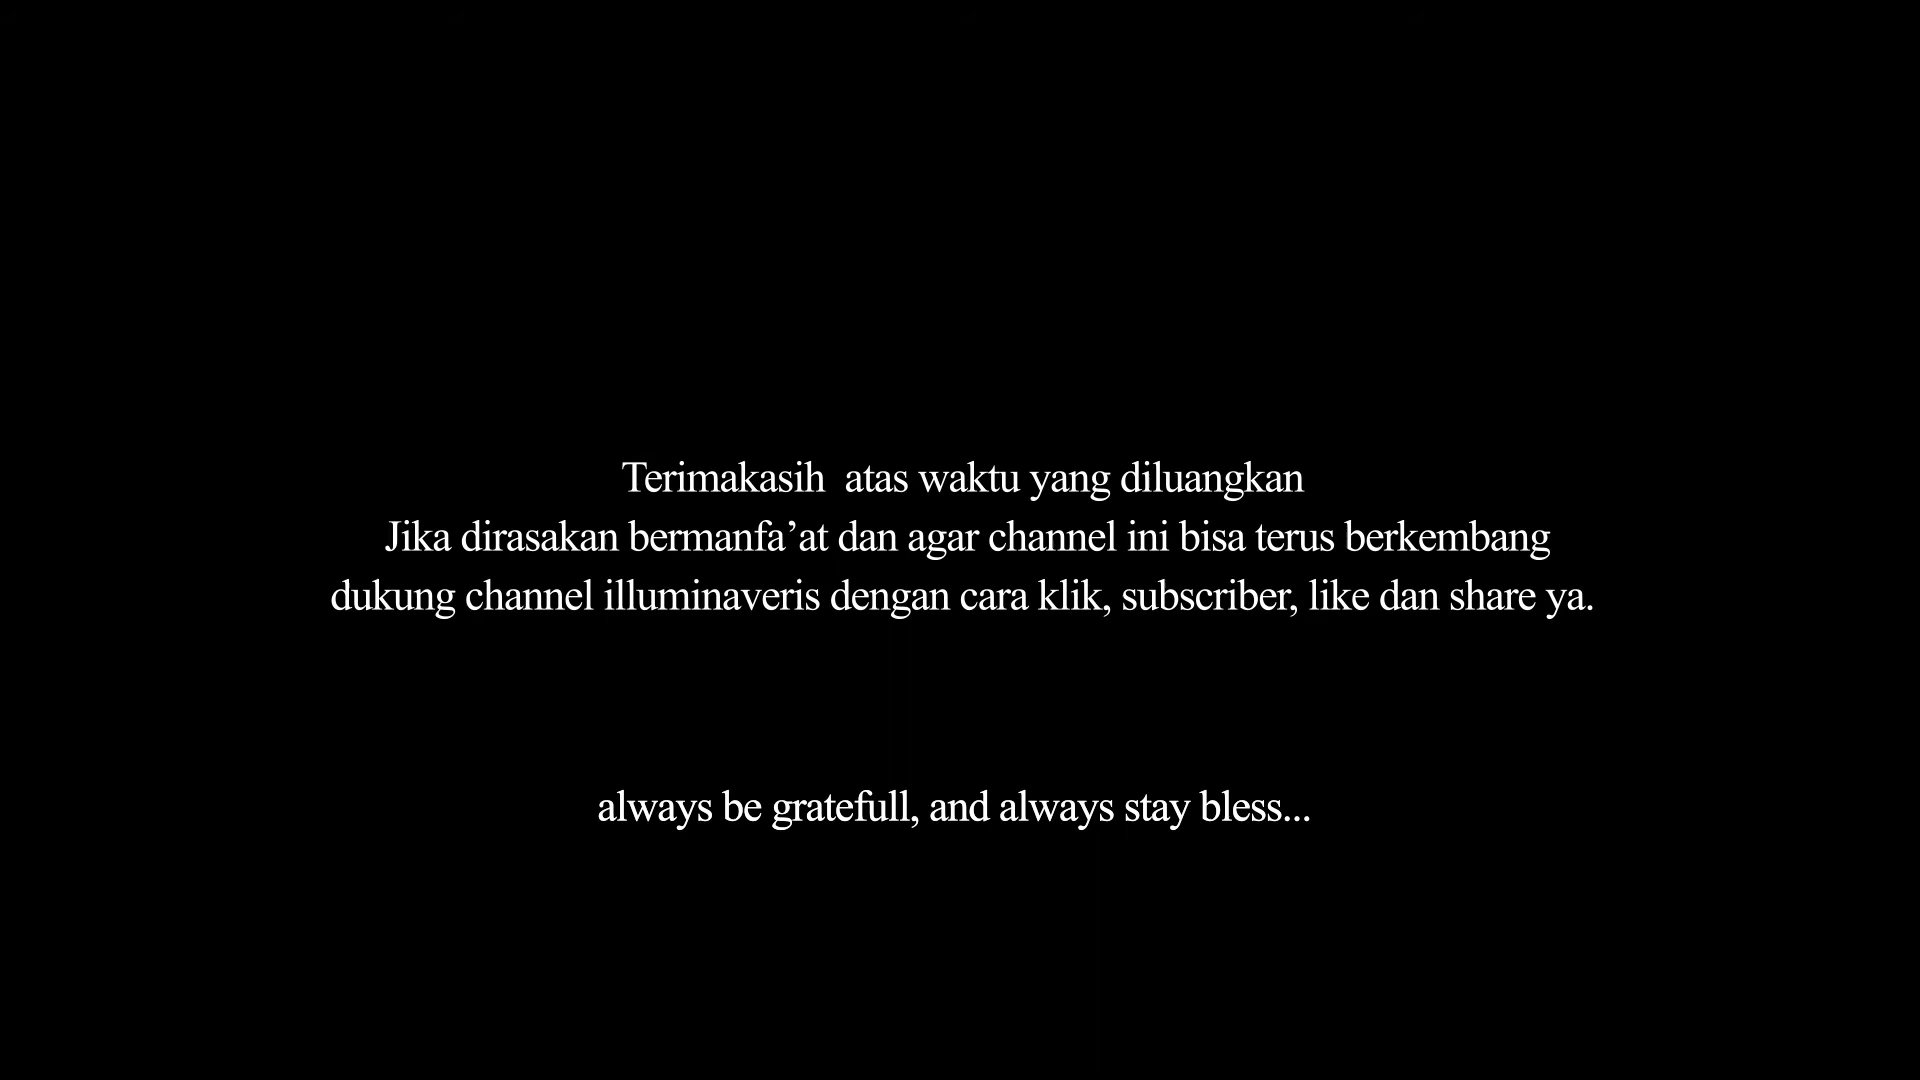 Terimakasih  atas waktu yang diluangkan
Jika dirasakan bermanfa’at dan agar channel ini bisa terus berkembang
dukung channel illuminaveris dengan cara klik, subscriber, like dan share ya.
always be gratefull, and always stay bless...